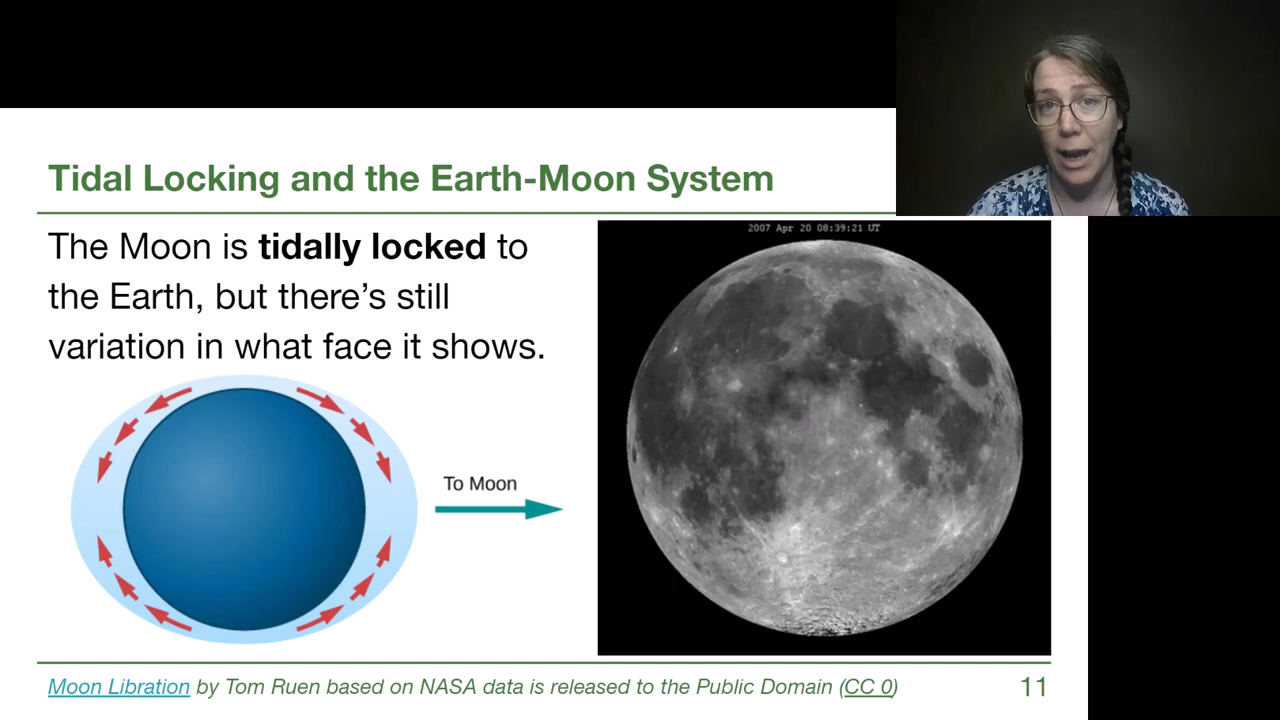 Tidal Locking and the Earth-Moon System
The Moon is tidally locked to
the Earth, but there’s still
variation in what face it shows.
2007 Apr 20 08:39:21 UT
To Moon
Moon Libration by Tom Ruen based on NASA data is released to the Public Domain (CC 0)
11